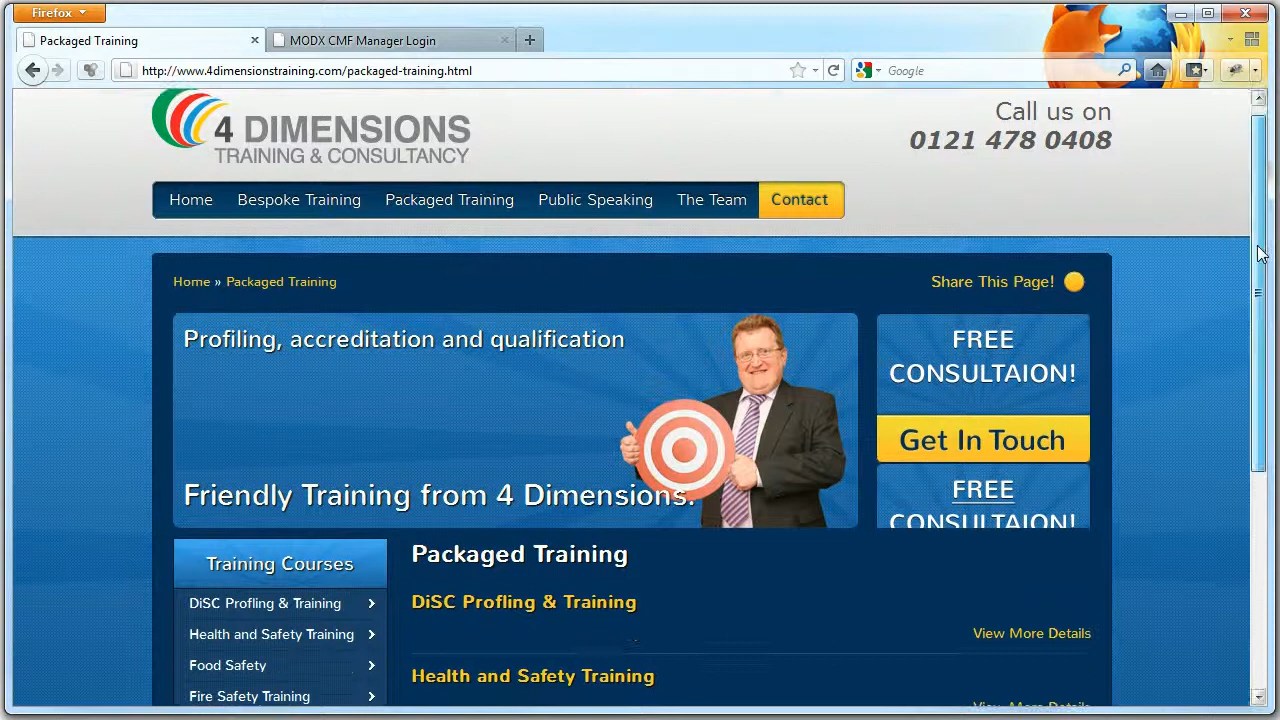 Firefox
Packaged Training
MODX CMF Manager Login
http://www.4dimensionstraining.com/packaged-training.html
Google
4 DIMENSIONS
TRAINING & CONSULTANCY
Call us on
0121 478 0408
Home
Bespoke Training
Packaged Training
Public Speaking
The Team
Contact
Home » Packaged Training
Share This Page!
Profiling, accreditation and qualification
Friendly Training from 4 Dimensions.
FREE
CONSULTAION!
Get In Touch
FREE
CONSULTAION!
Training Courses
DiSC Profling & Training
Health and Safety Training
Food Safety
Fire Safety Training
Packaged Training
DiSC Profling & Training
View More Details
Health and Safety Training
View More Details